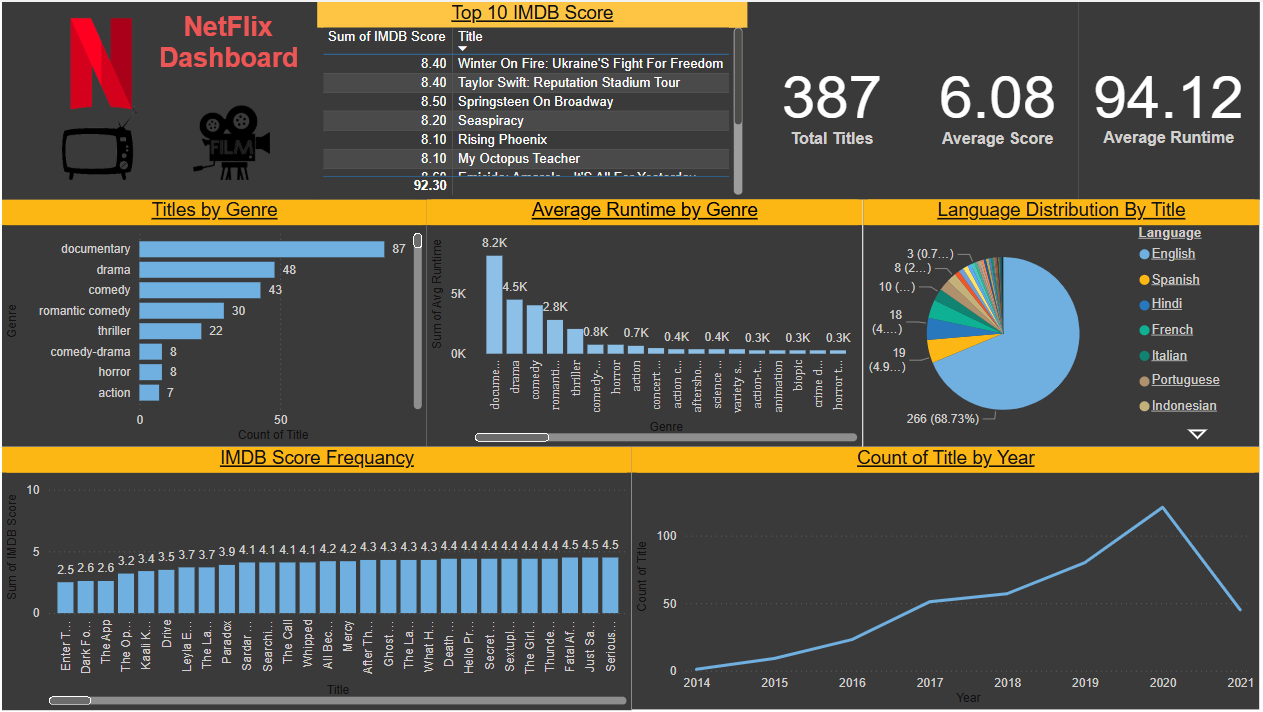 NetFlix
Dashboard
FILM
Top 10 IMDB Score
Sum of IMDB Score Title
8.40 Winter On Fire: Ukraine'S Fight For Freedom
8.40 Taylor Swift: Reputation Stadium Tour
8.50 Springsteen On Broadway
8.20 Seaspiracy
8.10 Rising Phoenix
8.10 My Octopus Teacher
92.30
387
Total Titles
6.08
Average Score
94.12
Average Runtime
Titles by Genre
Genre
documentary 87
drama 48
comedy 43
romantic comedy 30
thriller 22
comedy-drama 8
horror 8
action 7
0 50
Count of Title
Average Runtime by Genre
Sum of Avg Runtime
5K
0K
8.2K 4.5K 2.8K 0.8K 0.7K 0.4K 0.4K 0.3K 0.3K 0.3K
docume... drama comedy romanti... thriller comedy-... horror action concert ... action c... aftersho... science ... variety s... action-t... animation biopic crime d... horror t...
Genre
Language Distribution By Title
3 (0.7...)
8 (2...)
10 (...)
18
(4....)
19
(4.9...)
266 (68.73%)
Language
English
Spanish
Hindi
French
Italian
Portuguese
Indonesian
IMDB Score Frequancy
Sum of IMDB Score
10
5
0
2.5 2.6 2.6 3.2 3.4 3.5 3.7 3.7 3.9 4.1 4.1 4.1 4.1 4.2 4.2 4.3 4.3 4.3 4.3 4.4 4.4 4.4 4.4 4.4 4.4 4.5 4.5 4.5
Enter T... Dark Fo... The App The Op... Kaali K... Drive Leyla E... The La... Paradox Sardar ... Searchi... The Call Whipped All Bec... Mercy After Th... Ghost... The La... What H... Death ... Hello Pr... Secret ... Sextupl... The Girl... Thunde... Fatal Af... Just Sa... Serious...
Title
Count of Title by Year
Count of Title
100
50
0
2014 2015 2016 2017 2018 2019 2020 2021
Year